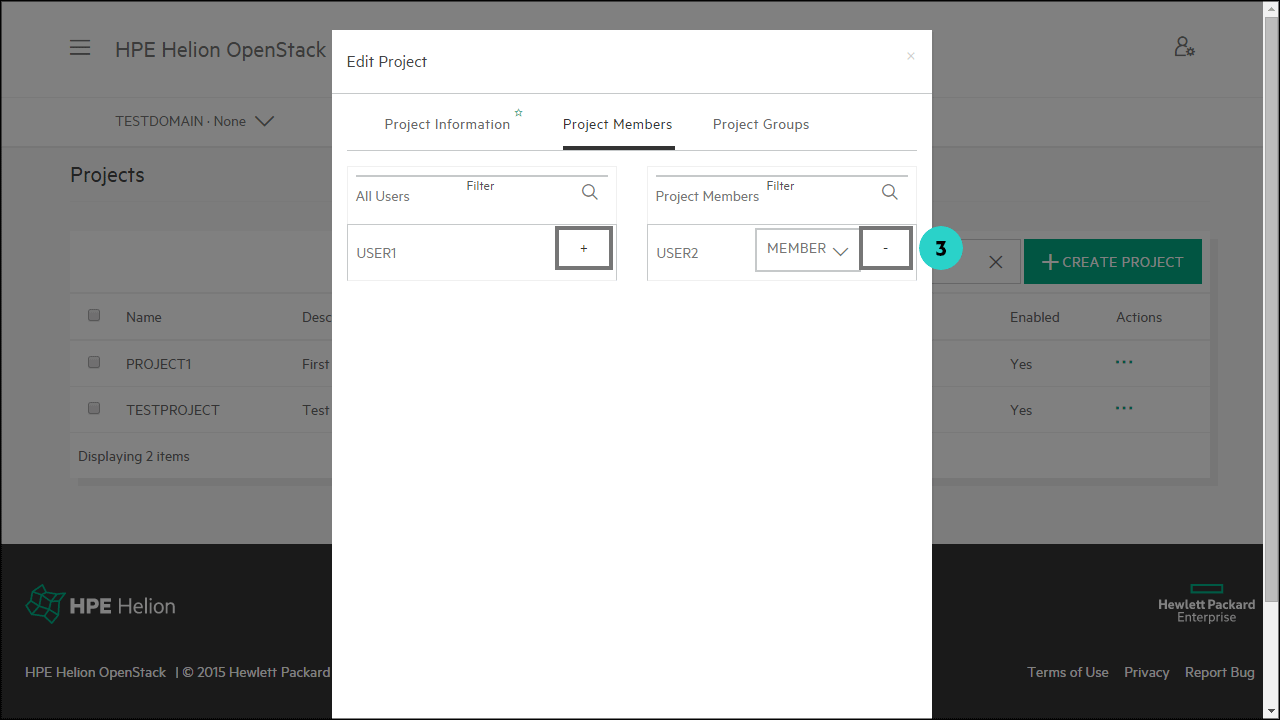 HPE Helion OpenStack
Edit Project
×
TESTDOMAIN · None
Project Information
Project Members
Project Groups
Projects
All Users
Filter
Project Members
Filter
USER1
+
USER2
MEMBER
-
3
CREATE PROJECT
Name
Desc
Enabled
Actions
PROJECT1
First
Yes
TESTPROJECT
Test
Yes
Displaying 2 items
HPE Helion
Hewlett Packard
Enterprise
HPE Helion OpenStack | © 2015 Hewlett Packard
Terms of Use
Privacy
Report Bug